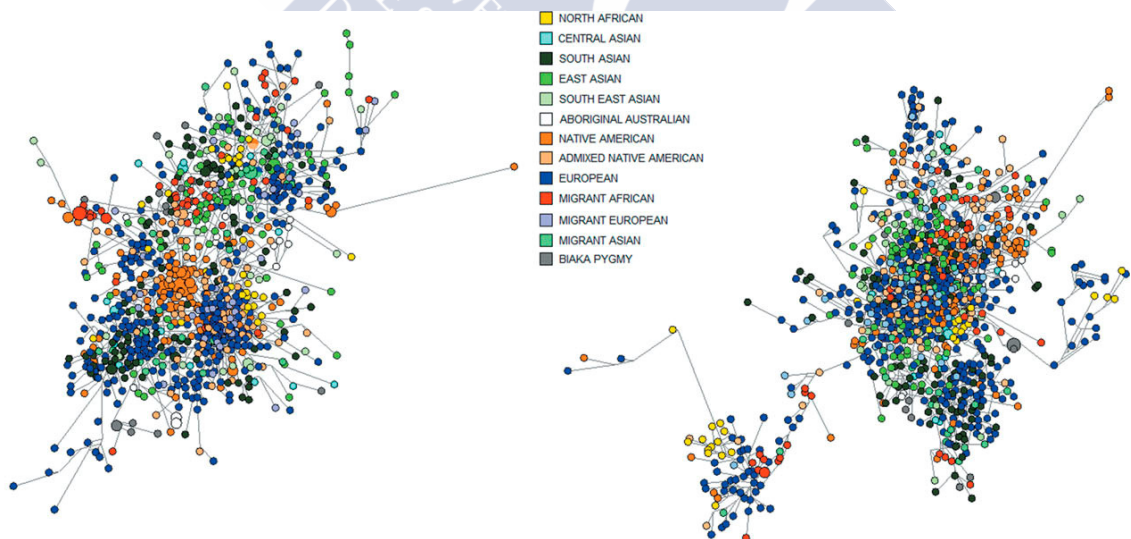 NORTH AFRICAN
CENTRAL ASIAN
SOUTH ASIAN
EAST ASIAN
SOUTH EAST ASIAN
ABORIGINAL AUSTRALIAN
NATIVE AMERICAN
ADMIXED NATIVE AMERICAN
EUROPEAN
MIGRANT AFRICAN
MIGRANT EUROPEAN
MIGRANT ASIAN
BIAKA PYGMY